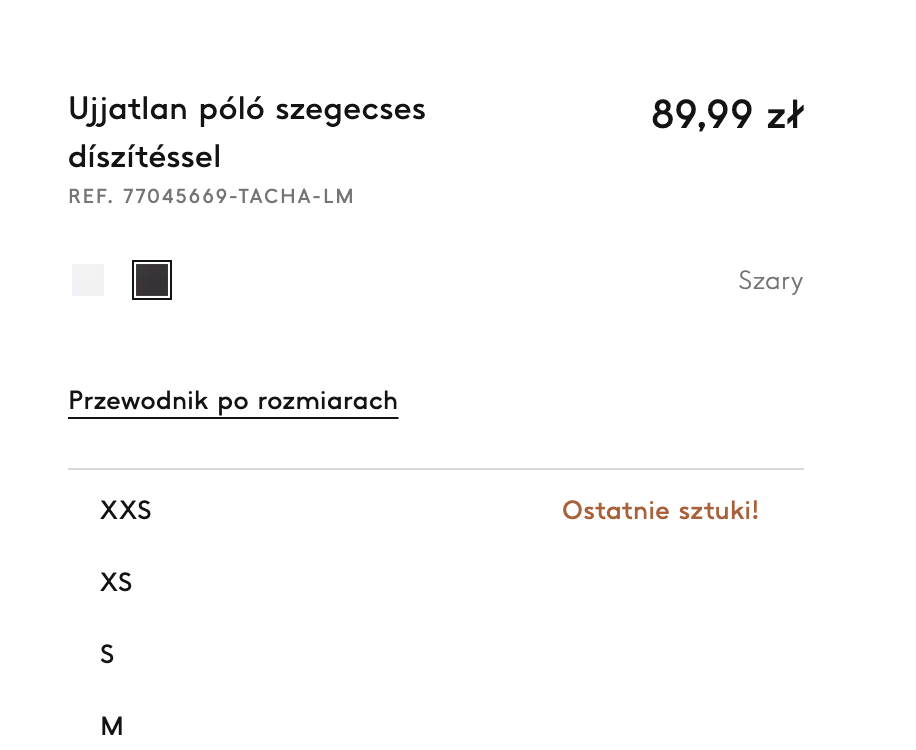 Ujjatlan póló szegecses
díszítéssel
89,99 zł
REF. 77045669-TACHA-LM
Szary
Przewodnik po rozmiarach
XXS
Ostatnie sztuki!
XS
S
M